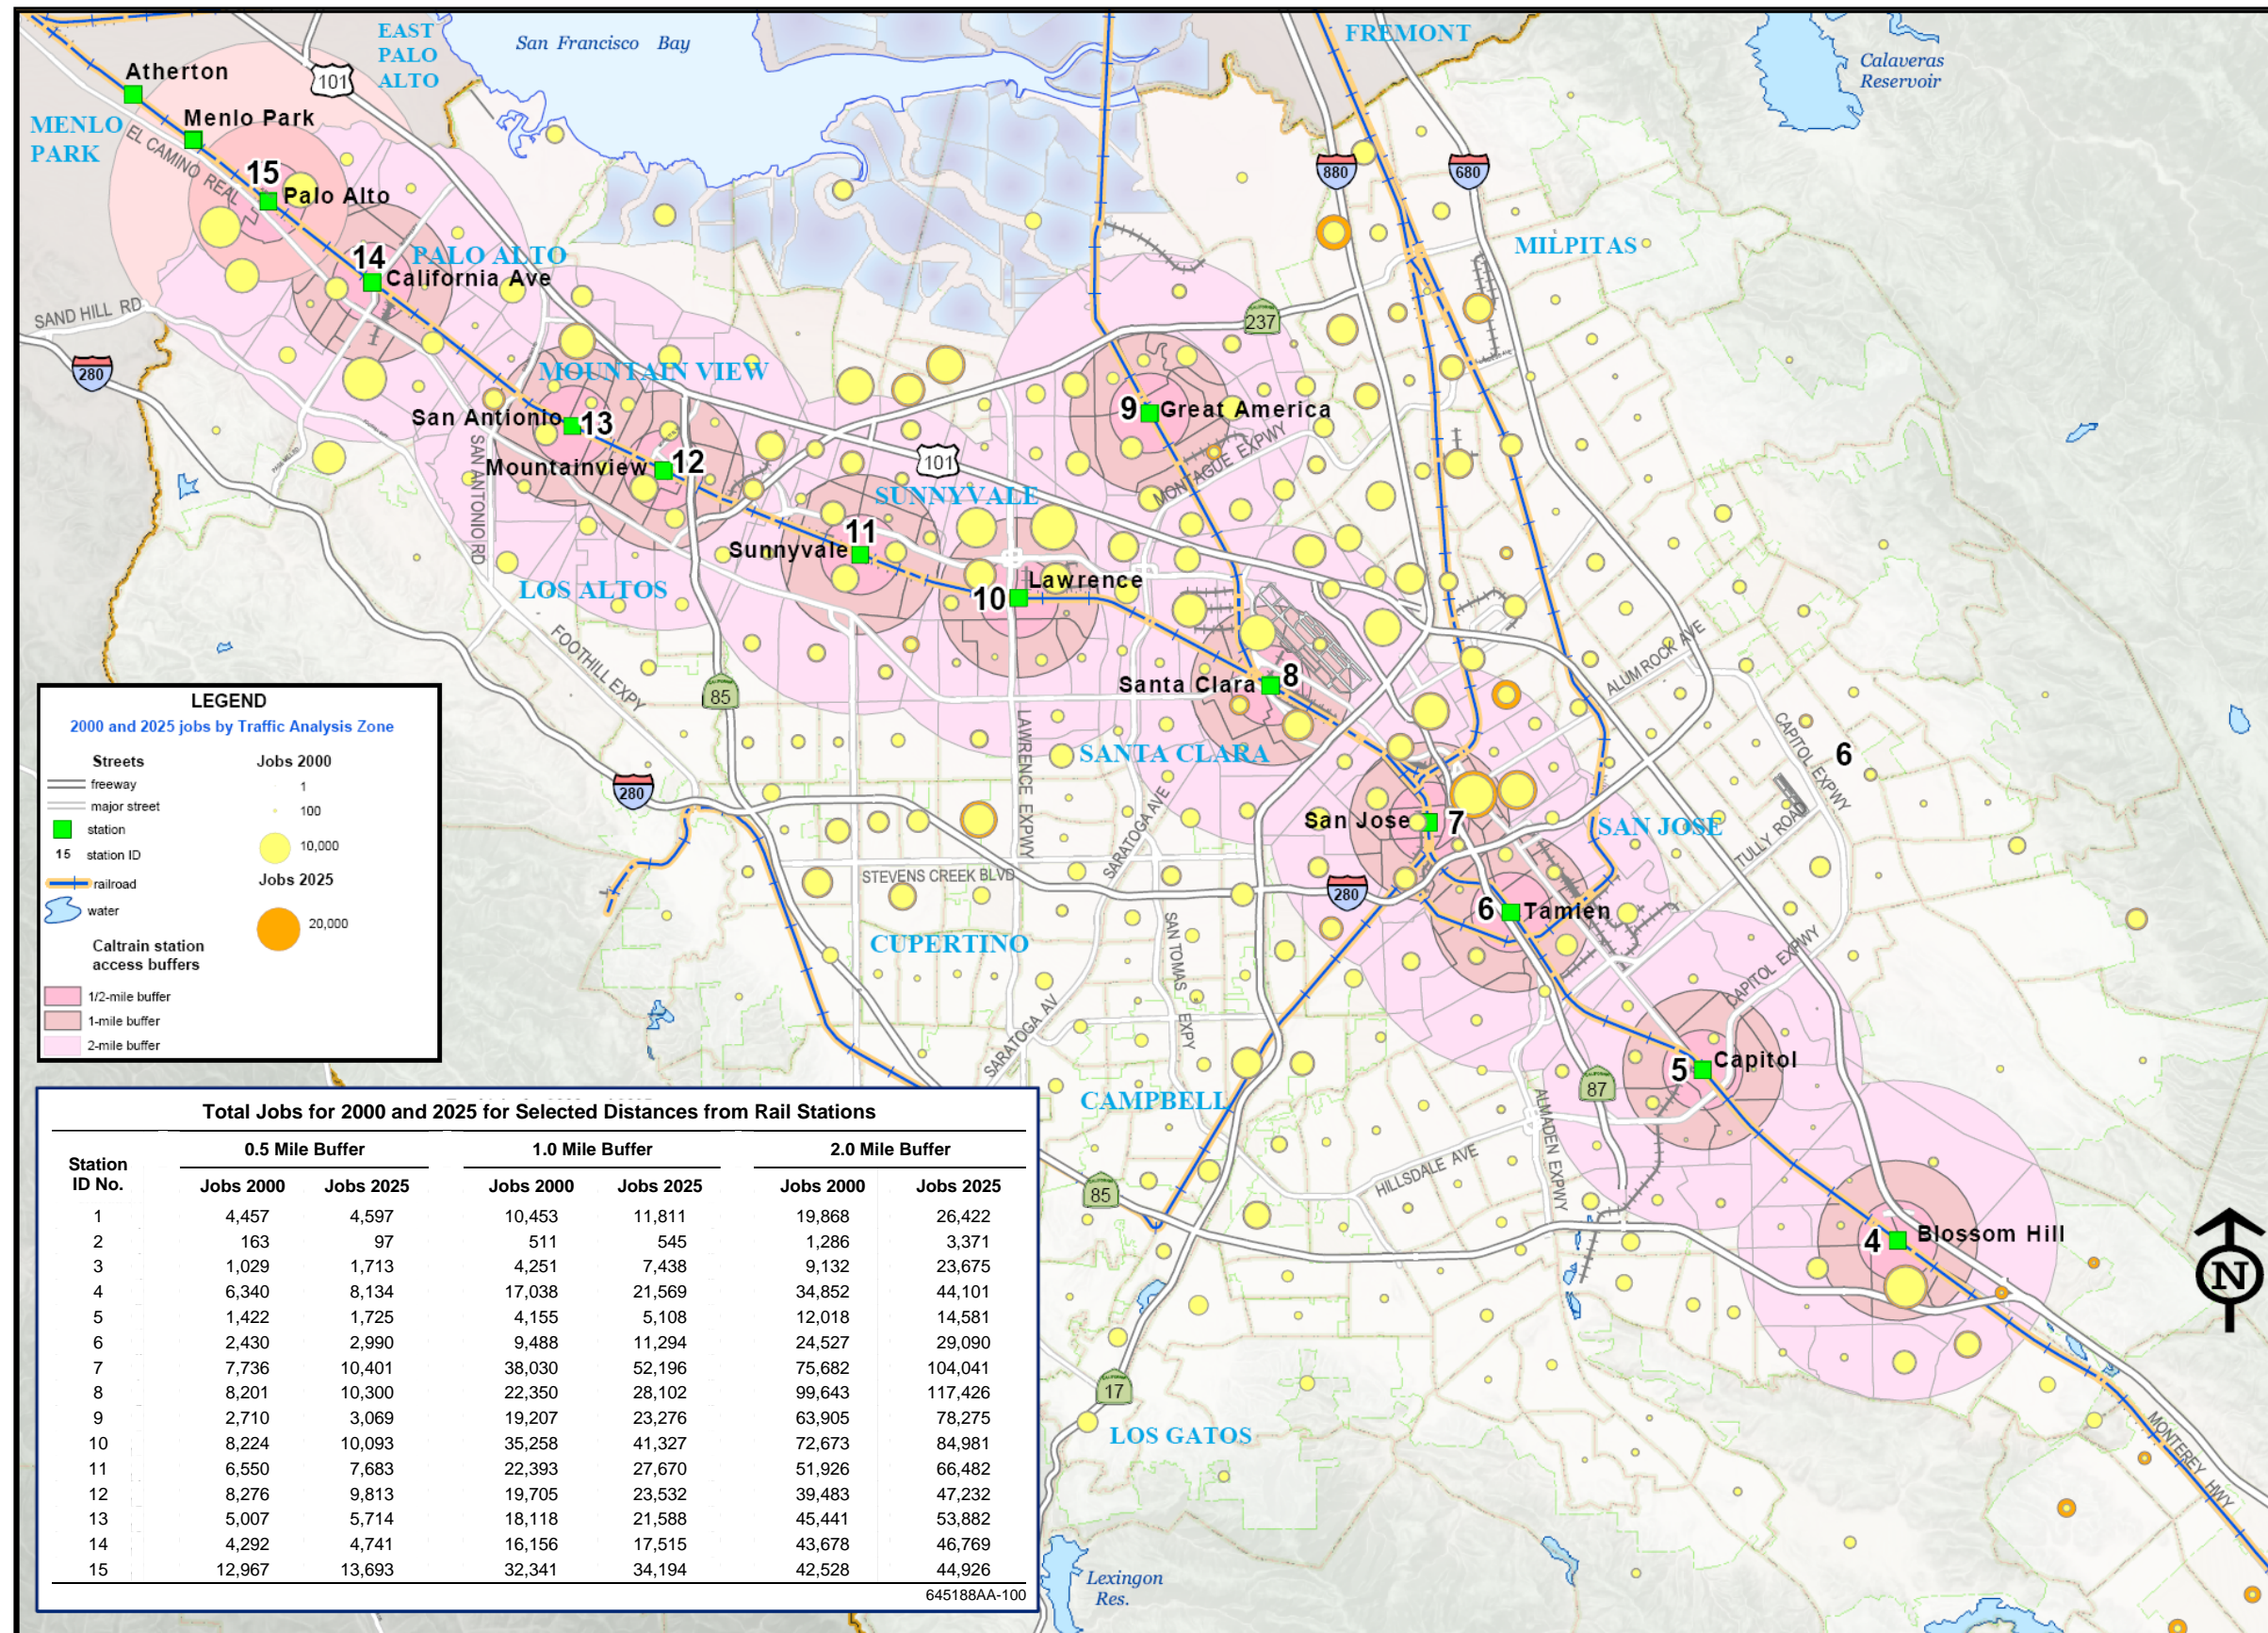 EAST
PALO
ALTO
San Francisco Bay
FREMONT
Calaveras
Reservoir
Atherton
101
MENLO
PARK
Menlo Park
EL CAMINO REAL
880
680
15
Palo Alto
PALO ALTO
14
California Ave
MILPITAS
SAND HILL RD
237
280
MOUNTAIN VIEW
San Antionio
13
9
Great America
SAN ANTONIO RD
Mountainview
12
101
MONTAGUE EXPWY
SUNNYVALE
11
Sunnyvale
LOS ALTOS
10
Lawrence
FOOTHILL EXPY
ALUM ROCK AVE
85
Santa Clara
8
LAWRENCE EXPWY
SANTA CLARA
CAPITOL EXPWY
6
280
SARATOGA AVE
San Jose
7
SAN JOSE
TULLY ROAD
STEVENS CREEK BLVD
280
6
Tamien
CUPERTINO
SAN TOMAS EXPY
CAPITOL EXPWY
SARATOGA AV
5
Capitol
87
CAMPBELL
ALMADEN EXPWY
HILLSDALE AVE
85
4
Blossom Hill
N
17
LOS GATOS
MONTEREY HWY
Lexingon
Res.
LEGEND
2000 and 2025 jobs by Traffic Analysis Zone
Streets
freeway
major street
station
15 station ID
railroad
water
Jobs 2000
1
100
10,000
Jobs 2025
20,000
Caltrain station
access buffers
1/2-mile buffer
1-mile buffer
2-mile buffer
Total Jobs for 2000 and 2025 for Selected Distances from Rail Stations
0.5 Mile Buffer 1.0 Mile Buffer 2.0 Mile Buffer
Station
ID No. Jobs 2000 Jobs 2025 Jobs 2000 Jobs 2025 Jobs 2000 Jobs 2025
1 4,457 4,597 10,453 11,811 19,868 26,422
2 163 97 511 545 1,286 3,371
3 1,029 1,713 4,251 7,438 9,132 23,675
4 6,340 8,134 17,038 21,569 34,852 44,101
5 1,422 1,725 4,155 5,108 12,018 14,581
6 2,430 2,990 9,488 11,294 24,527 29,090
7 7,736 10,401 38,030 52,196 75,682 104,041
8 8,201 10,300 22,350 28,102 99,643 117,426
9 2,710 3,069 19,207 23,276 63,905 78,275
10 8,224 10,093 35,258 41,327 72,673 84,981
11 6,550 7,683 22,393 27,670 51,926 66,482
12 8,276 9,813 19,705 23,532 39,483 47,232
13 5,007 5,714 18,118 21,588 45,441 53,882
14 4,292 4,741 16,156 17,515 43,678 46,769
15 12,967 13,693 32,341 34,194 42,528 44,926
645188AA-100